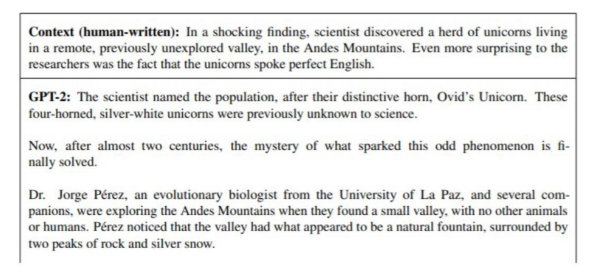 Context (human-written): In a shocking finding, scientist discovered a herd of unicorns living
in a remote, previously unexplored valley, in the Andes Mountains. Even more surprising to the
researchers was the fact that the unicorns spoke perfect English.
GPT-2: The scientist named the population, after their distinctive horn, Ovid's Unicorn. These
four-horned, silver-white unicorns were previously unknown to science.
Now, after almost two centuries, the mystery of what sparked this odd phenomenon is fi-
nally solved.
Dr. Jorge Pérez, an evolutionary biologist from the University of La Paz, and several com-
panions, were exploring the Andes Mountains when they found a small valley, with no other animals
or humans. Pérez noticed that the valley had what appeared to be a natural fountain, surrounded by
two peaks of rock and silver snow.